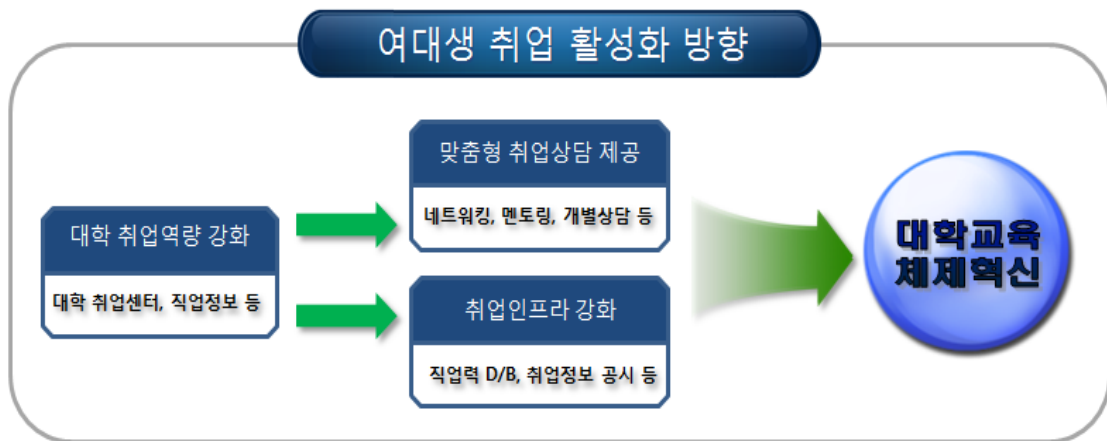 여대생 취업 활성화 방향
대학 취업역량 강화
대학 취업센터, 직업정보 등
맞춤형 취업상담 제공
네트워킹, 멘토링, 개별상담 등
취업인프라 강화
직업력 D/B, 취업정보 공시 등
대학교육
체제혁신